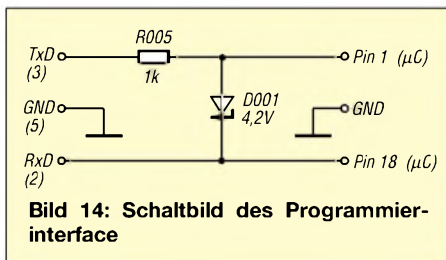 R005
TxD
(3)
1k
Pin 1 (µC)
GND
(5)
D001
4,2V
GND
RxD
(2)
Pin 18 (µC)
Bild 14: Schaltbild des Programmier-
interface